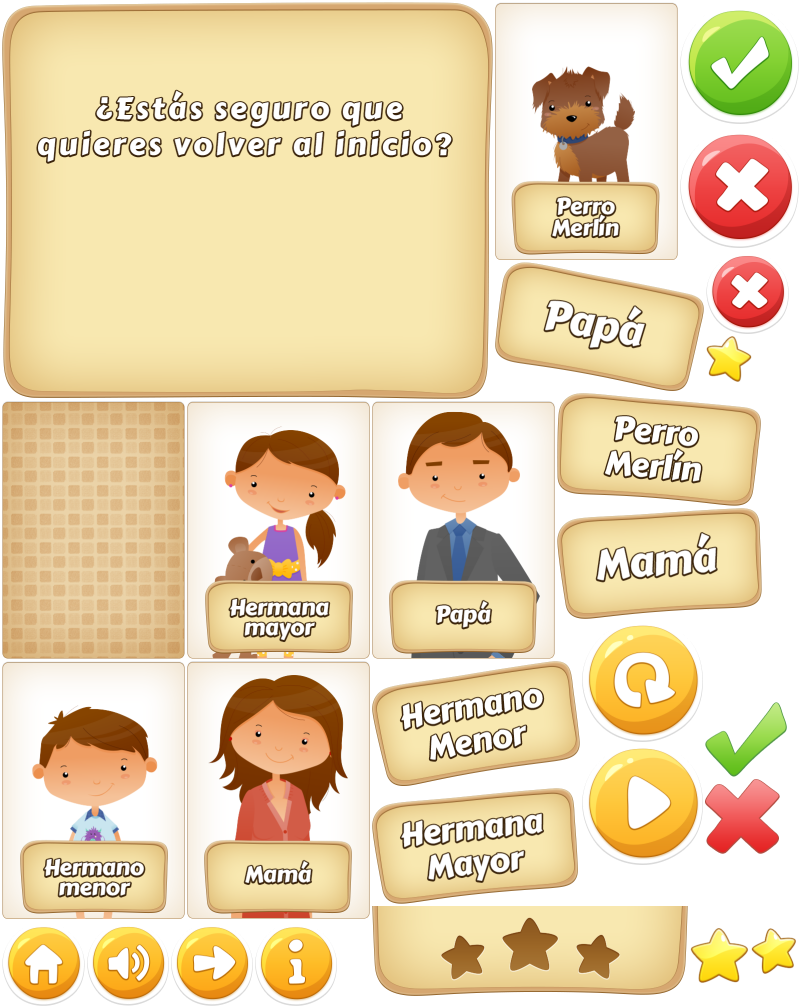 ¿Estás seguro que
quieres volver al inicio?
Perro
Merlín
Papá
Perro
Merlín
Mamá
Hermana
mayor
Papá
Hermano
Menor
Hermana
Mayor
Hermano
menor
Mamá